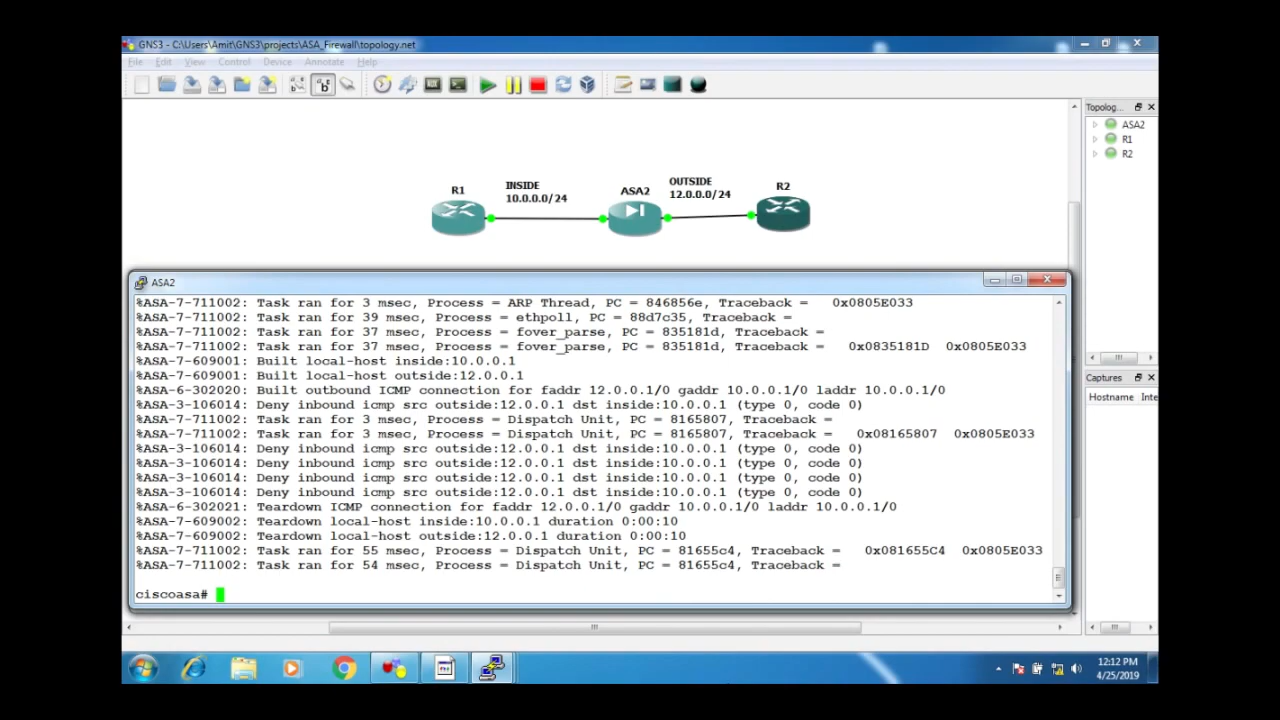 GNS3 - C:\Users\Amit\GNS3\projects\ASA_Firewall\topology.net
File Edit View Control Device Annotate Help
Topolog...
ASA2
R1
R2
R1
INSIDE
10.0.0.0/24
ASA2
OUTSIDE
12.0.0.0/24
R2
ASA2
%ASA-7-711002: Task ran for 3 msec, Process = ARP Thread, PC = 846856e, Traceback =   0x0805E033
%ASA-7-711002: Task ran for 39 msec, Process = ethpoll, PC = 88d7c35, Traceback =
%ASA-7-711002: Task ran for 37 msec, Process = fover_parse, PC = 835181d, Traceback =
%ASA-7-711002: Task ran for 37 msec, Process = fover_parse, PC = 835181d, Traceback =   0x0835181D  0x0805E033
%ASA-7-609001: Built local-host inside:10.0.0.1
%ASA-7-609001: Built local-host outside:12.0.0.1
%ASA-6-302020: Built outbound ICMP connection for faddr 12.0.0.1/0 gaddr 10.0.0.1/0 laddr 10.0.0.1/0
%ASA-3-106014: Deny inbound icmp src outside:12.0.0.1 dst inside:10.0.0.1 (type 0, code 0)
%ASA-7-711002: Task ran for 3 msec, Process = Dispatch Unit, PC = 8165807, Traceback =
%ASA-7-711002: Task ran for 3 msec, Process = Dispatch Unit, PC = 8165807, Traceback =   0x08165807  0x0805E033
%ASA-3-106014: Deny inbound icmp src outside:12.0.0.1 dst inside:10.0.0.1 (type 0, code 0)
%ASA-3-106014: Deny inbound icmp src outside:12.0.0.1 dst inside:10.0.0.1 (type 0, code 0)
%ASA-3-106014: Deny inbound icmp src outside:12.0.0.1 dst inside:10.0.0.1 (type 0, code 0)
%ASA-3-106014: Deny inbound icmp src outside:12.0.0.1 dst inside:10.0.0.1 (type 0, code 0)
%ASA-6-302021: Teardown ICMP connection for faddr 12.0.0.1/0 gaddr 10.0.0.1/0 laddr 10.0.0.1/0
%ASA-7-609002: Teardown local-host inside:10.0.0.1 duration 0:00:10
%ASA-7-609002: Teardown local-host outside:12.0.0.1 duration 0:00:10
%ASA-7-711002: Task ran for 55 msec, Process = Dispatch Unit, PC = 81655c4, Traceback =   0x081655C4  0x0805E033
%ASA-7-711002: Task ran for 54 msec, Process = Dispatch Unit, PC = 81655c4, Traceback =
ciscoasa#
Captures
Hostname Inte
12:12 PM
4/25/2019